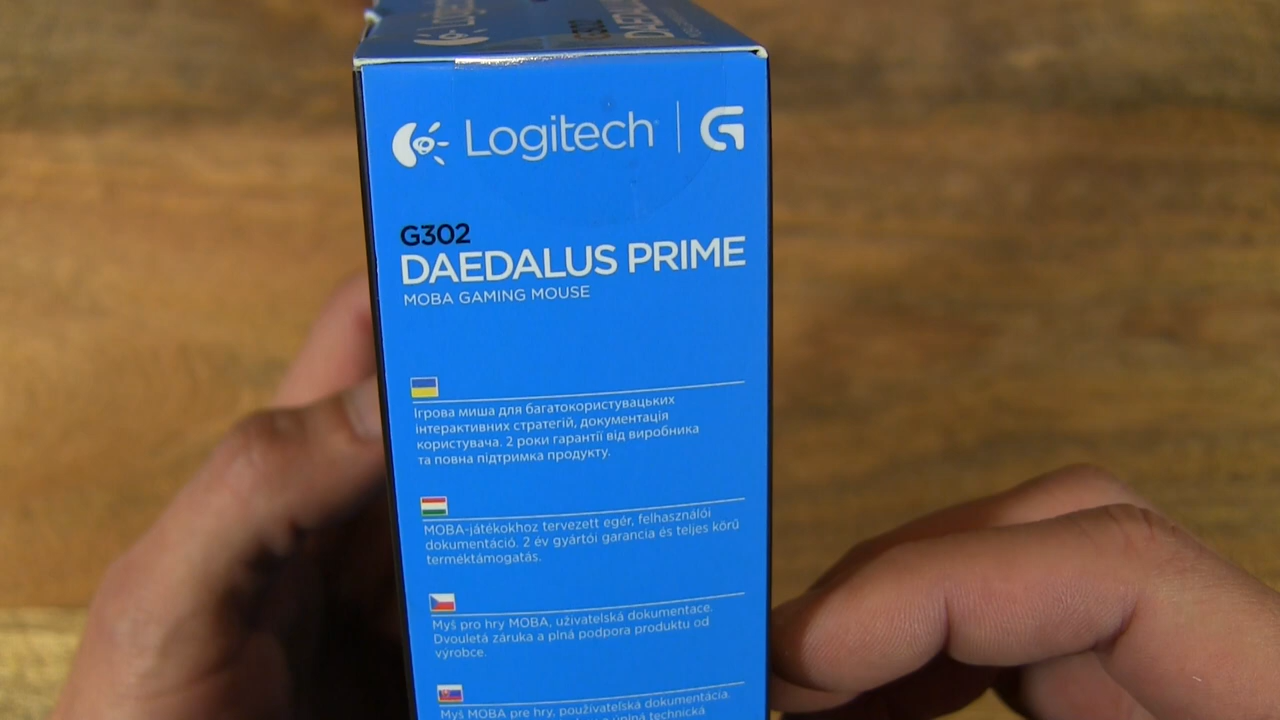 Logitech
G302
DAEDALUS PRIME
MOBA GAMING MOUSE
Ігрова миша для багатокористувацьких
інтерактивних стратегій, документація
користувача. 2 роки гарантії від виробника
та повна підтримка продукту.
MOBA-játékokhoz tervezett egér, felhasználói
dokumentáció. 2 év gyártói garancia és teljes körű
terméktámogatás.
Myš pro hry MOBA, uživatelská dokumentace.
Dvouletá záruka a plná podpora produktu od
výrobce.
Myš MOBA pre hry, používateľská dokumentácia.
a úplná technická